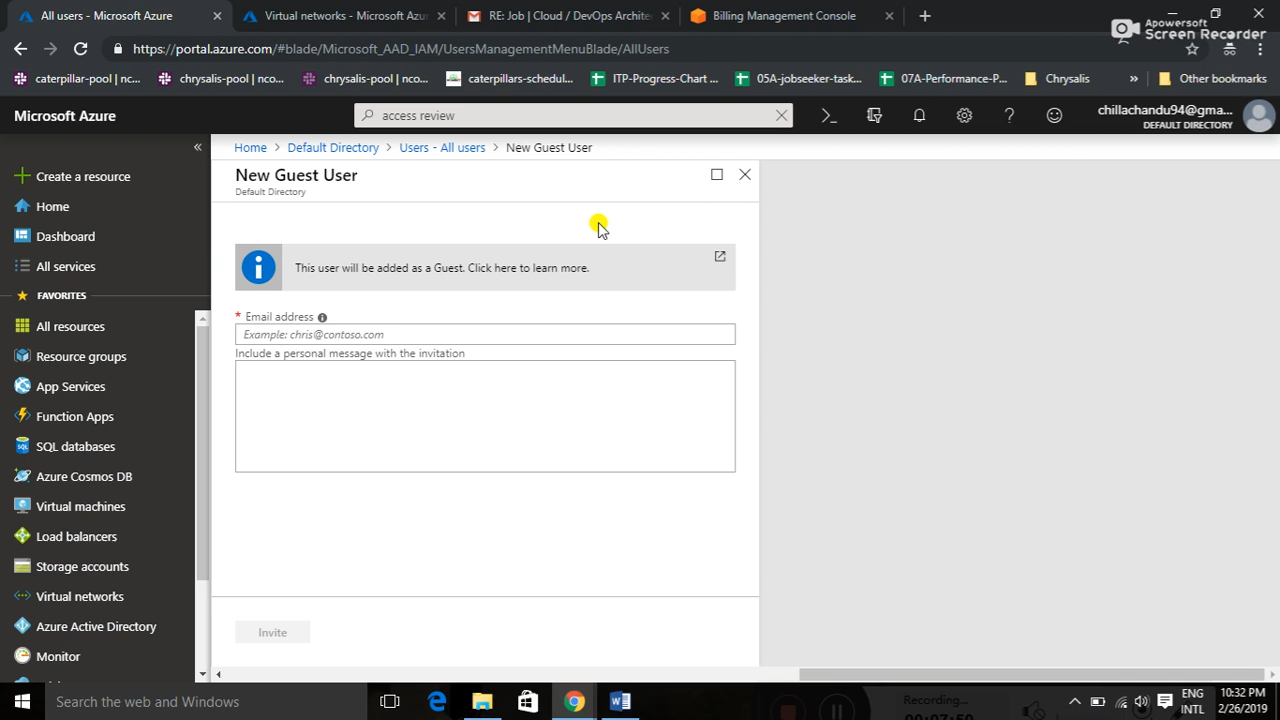 All users - Microsoft Azure
Virtual networks - Microsoft Az
RE: Job | Cloud / DevOps Archite
Billing Management Console
https://portal.azure.com/#blade/Microsoft_AAD_IAM/UsersManagementMenuBlade/AllUsers
Apowersoft
Screen Recorder
caterpillar-pool | nc...
chrysalis-pool | nco...
chrysalis-pool | nco...
caterpillars-schedul...
ITP-Progress-Chart ...
05A-jobseeker-task...
07A-Performance-P...
Chrysalis
»
Other bookmarks
Microsoft Azure
access review
chillachandu94@gma...
DEFAULT DIRECTORY
«
Home > Default Directory > Users - All users > New Guest User
New Guest User
Default Directory
This user will be added as a Guest. Click here to learn more.
* Email address
Example: chris@contoso.com
Include a personal message with the invitation
Invite
Create a resource
Home
Dashboard
All services
FAVORITES
All resources
Resource groups
App Services
Function Apps
SQL databases
Azure Cosmos DB
Virtual machines
Load balancers
Storage accounts
Virtual networks
Azure Active Directory
Monitor
Search the web and Windows
Recording...
00:07:59
ENG
INTL
10:32 PM
2/26/2019